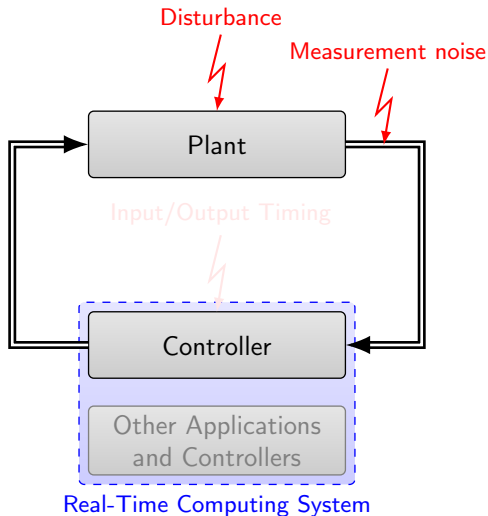 Disturbance
Measurement noise
Plant
Input/Output Timing
Controller
Other Applications
and Controllers
Real-Time Computing System